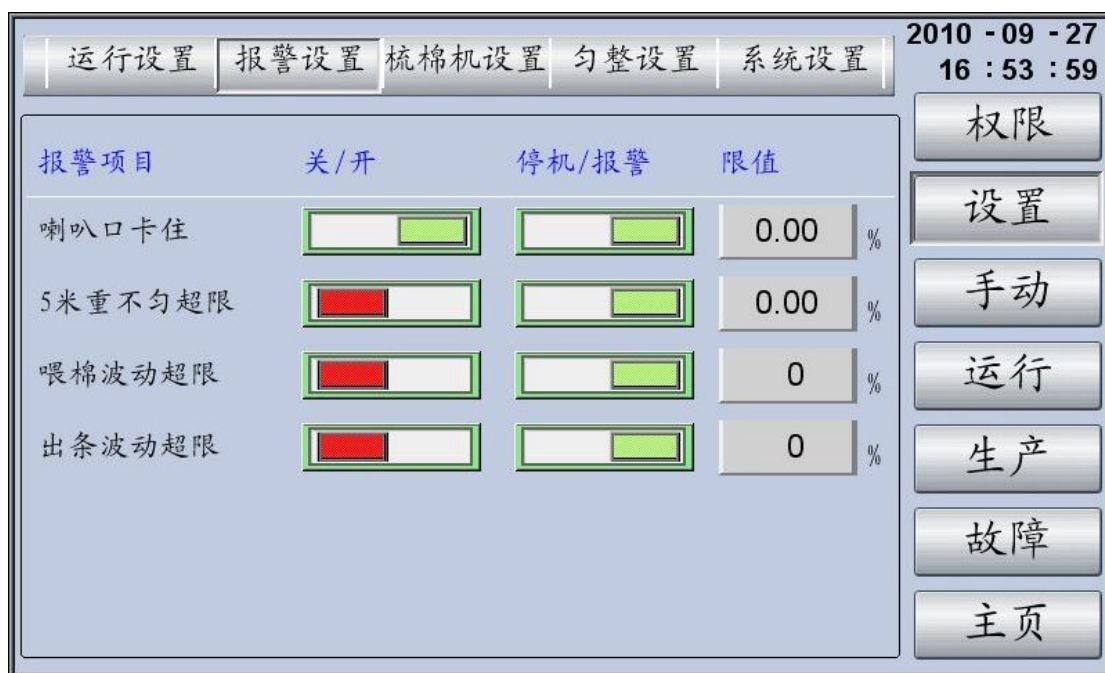 运行设置 报警设置 梳棉机设置 匀整设置 系统设置
2010 - 09 - 27
16 : 53 : 59
报警项目 关/开 停机/报警 限值
喇叭口卡住 0.00 %
5米重不匀超限 0.00 %
喂棉波动超限 0 %
出条波动超限 0 %
权限
设置
手动
运行
生产
故障
主页